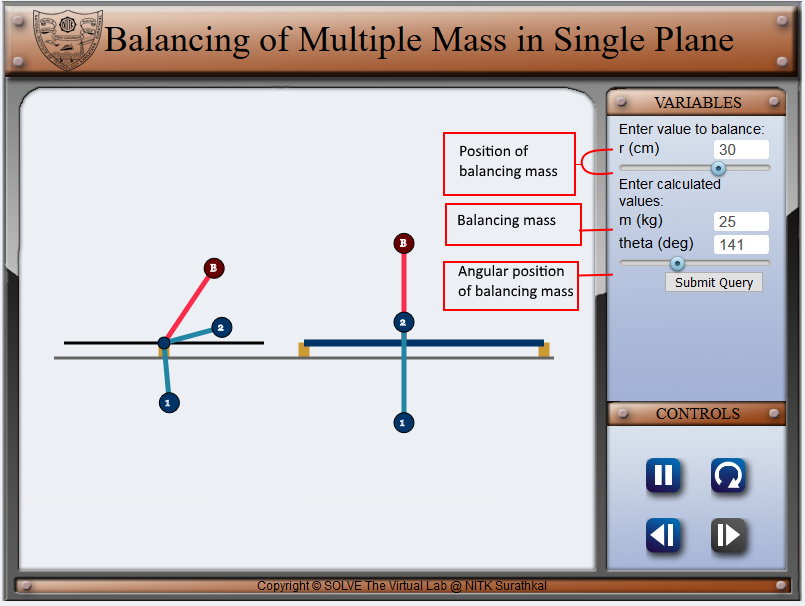 Balancing of Multiple Mass in Single Plane
VARIABLES
Enter value to balance:
r (cm)
30
Enter calculated
values:
m (kg)
25
theta (deg)
141
Submit Query
Position of
balancing mass
Balancing mass
Angular position
of balancing mass
B
2
1
B
2
1
CONTROLS
Copyright © SOLVE The Virtual Lab @ NITK Surathkal